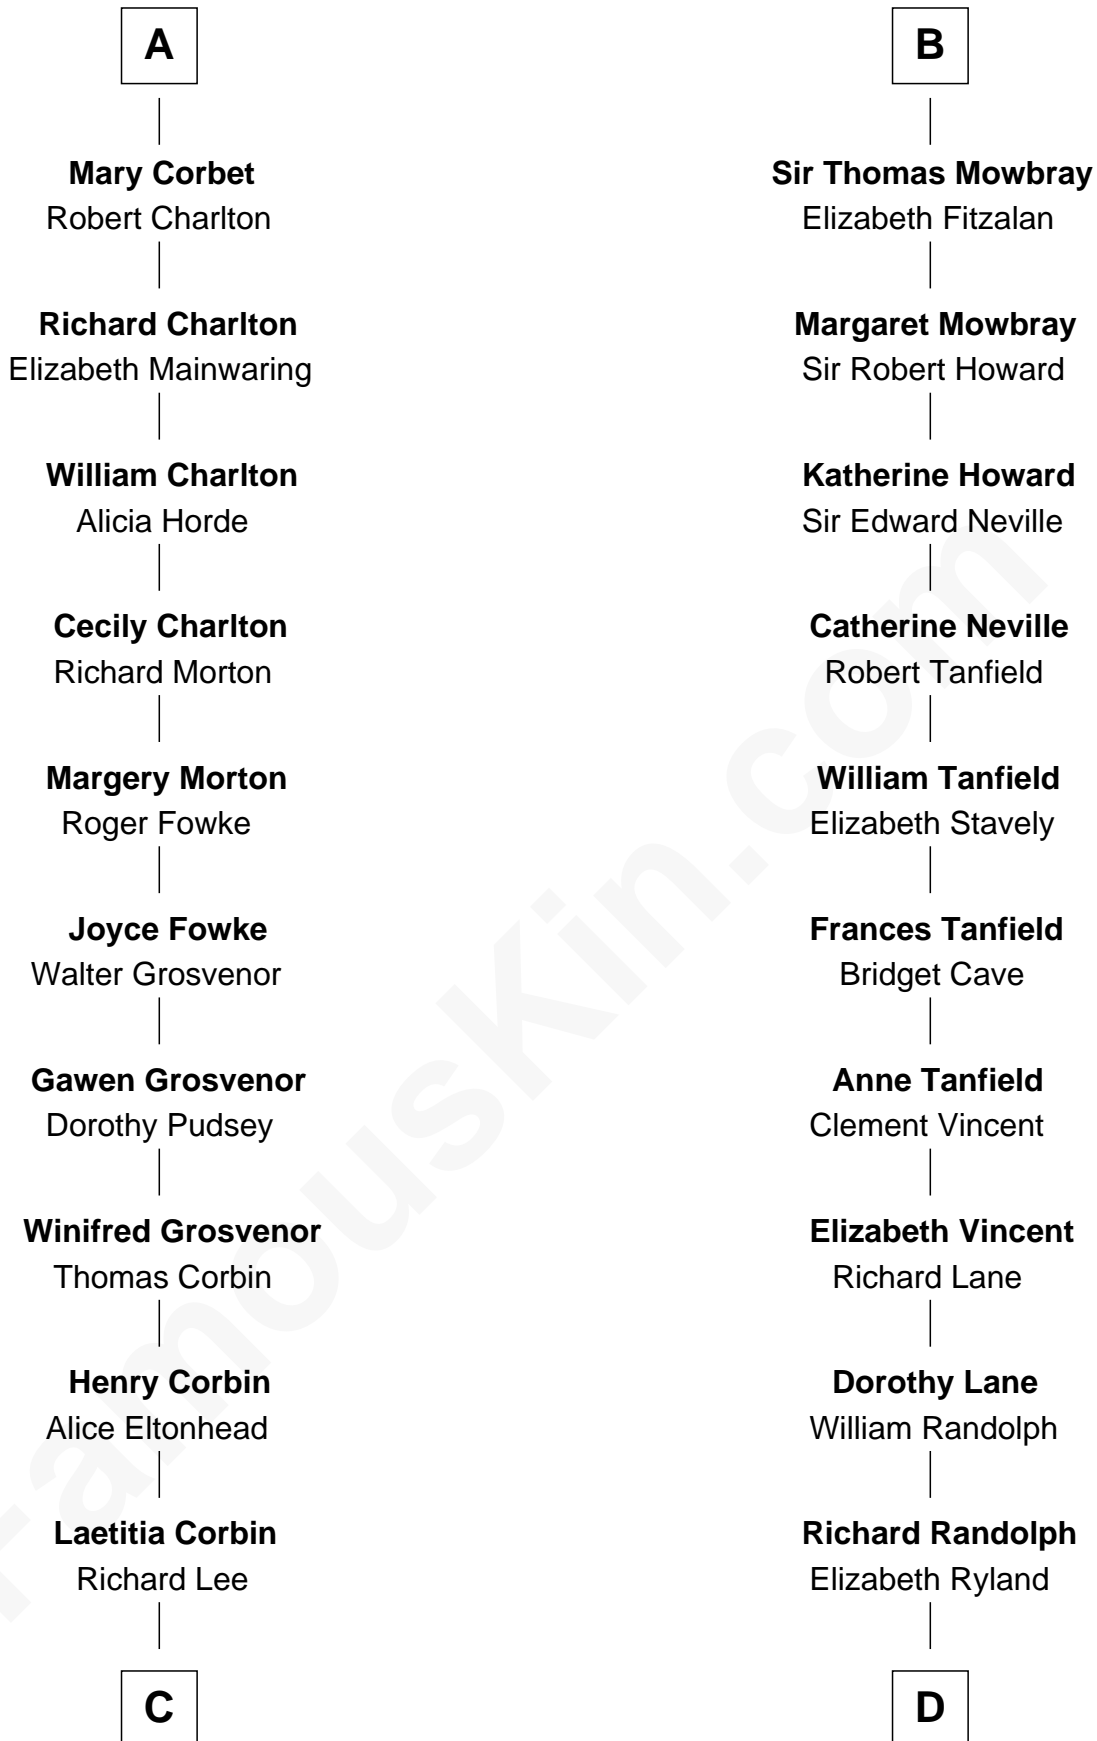 A
Mary Corbet
Robert Charlton
Richard Charlton
Elizabeth Mainwaring
William Charlton
Alicia Horde
Cecily Charlton
Richard Morton
Margery Morton
Roger Fowke
Joyce Fowke
Walter Grosvenor
Gawen Grosvenor
Dorothy Pudsey
Winifred Grosvenor
Thomas Corbin
Henry Corbin
Alice Eltonhead
Laetitia Corbin
Richard Lee
C
B
Sir Thomas Mowbray
Elizabeth Fitzalan
Margaret Mowbray
Sir Robert Howard
Katherine Howard
Sir Edward Neville
Catherine Neville
Robert Tanfield
William Tanfield
Elizabeth Stavely
Frances Tanfield
Bridget Cave
Anne Tanfield
Clement Vincent
Elizabeth Vincent
Richard Lane
Dorothy Lane
William Randolph
Richard Randolph
Elizabeth Ryland
D
FamousKin.com